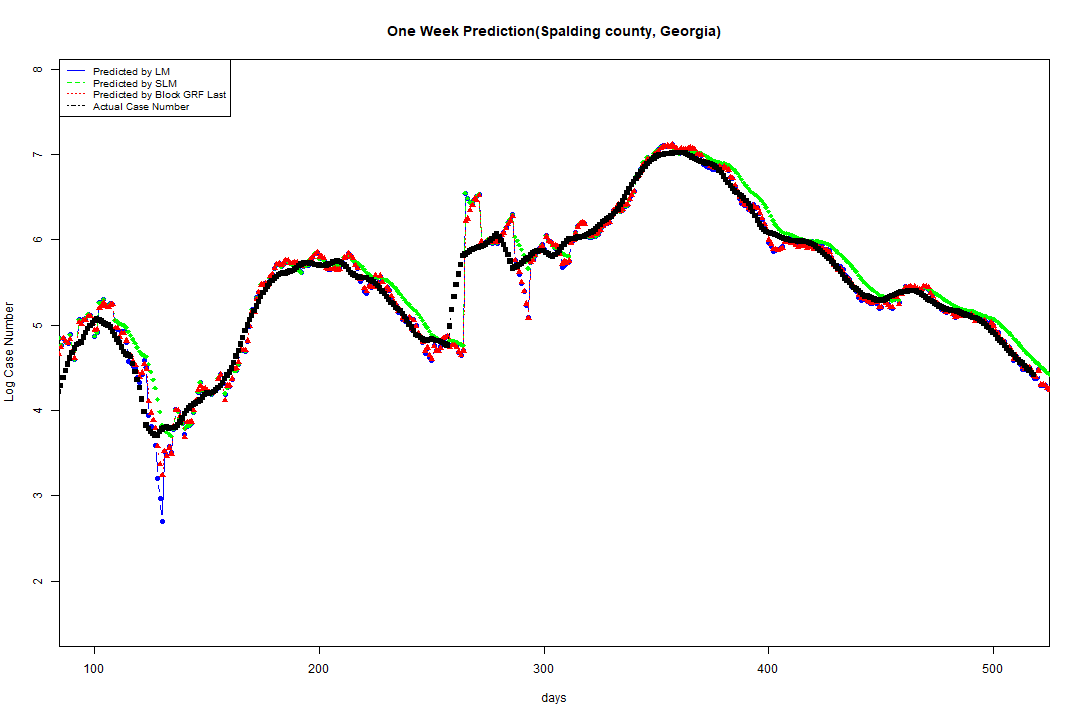 One Week Prediction(Spalding county, Georgia)
Predicted by LM
Predicted by SLM
Predicted by Block GRF Last
Actual Case Number
8
7
6
5
4
3
2
Log Case Number
100 200 300 400 500
days